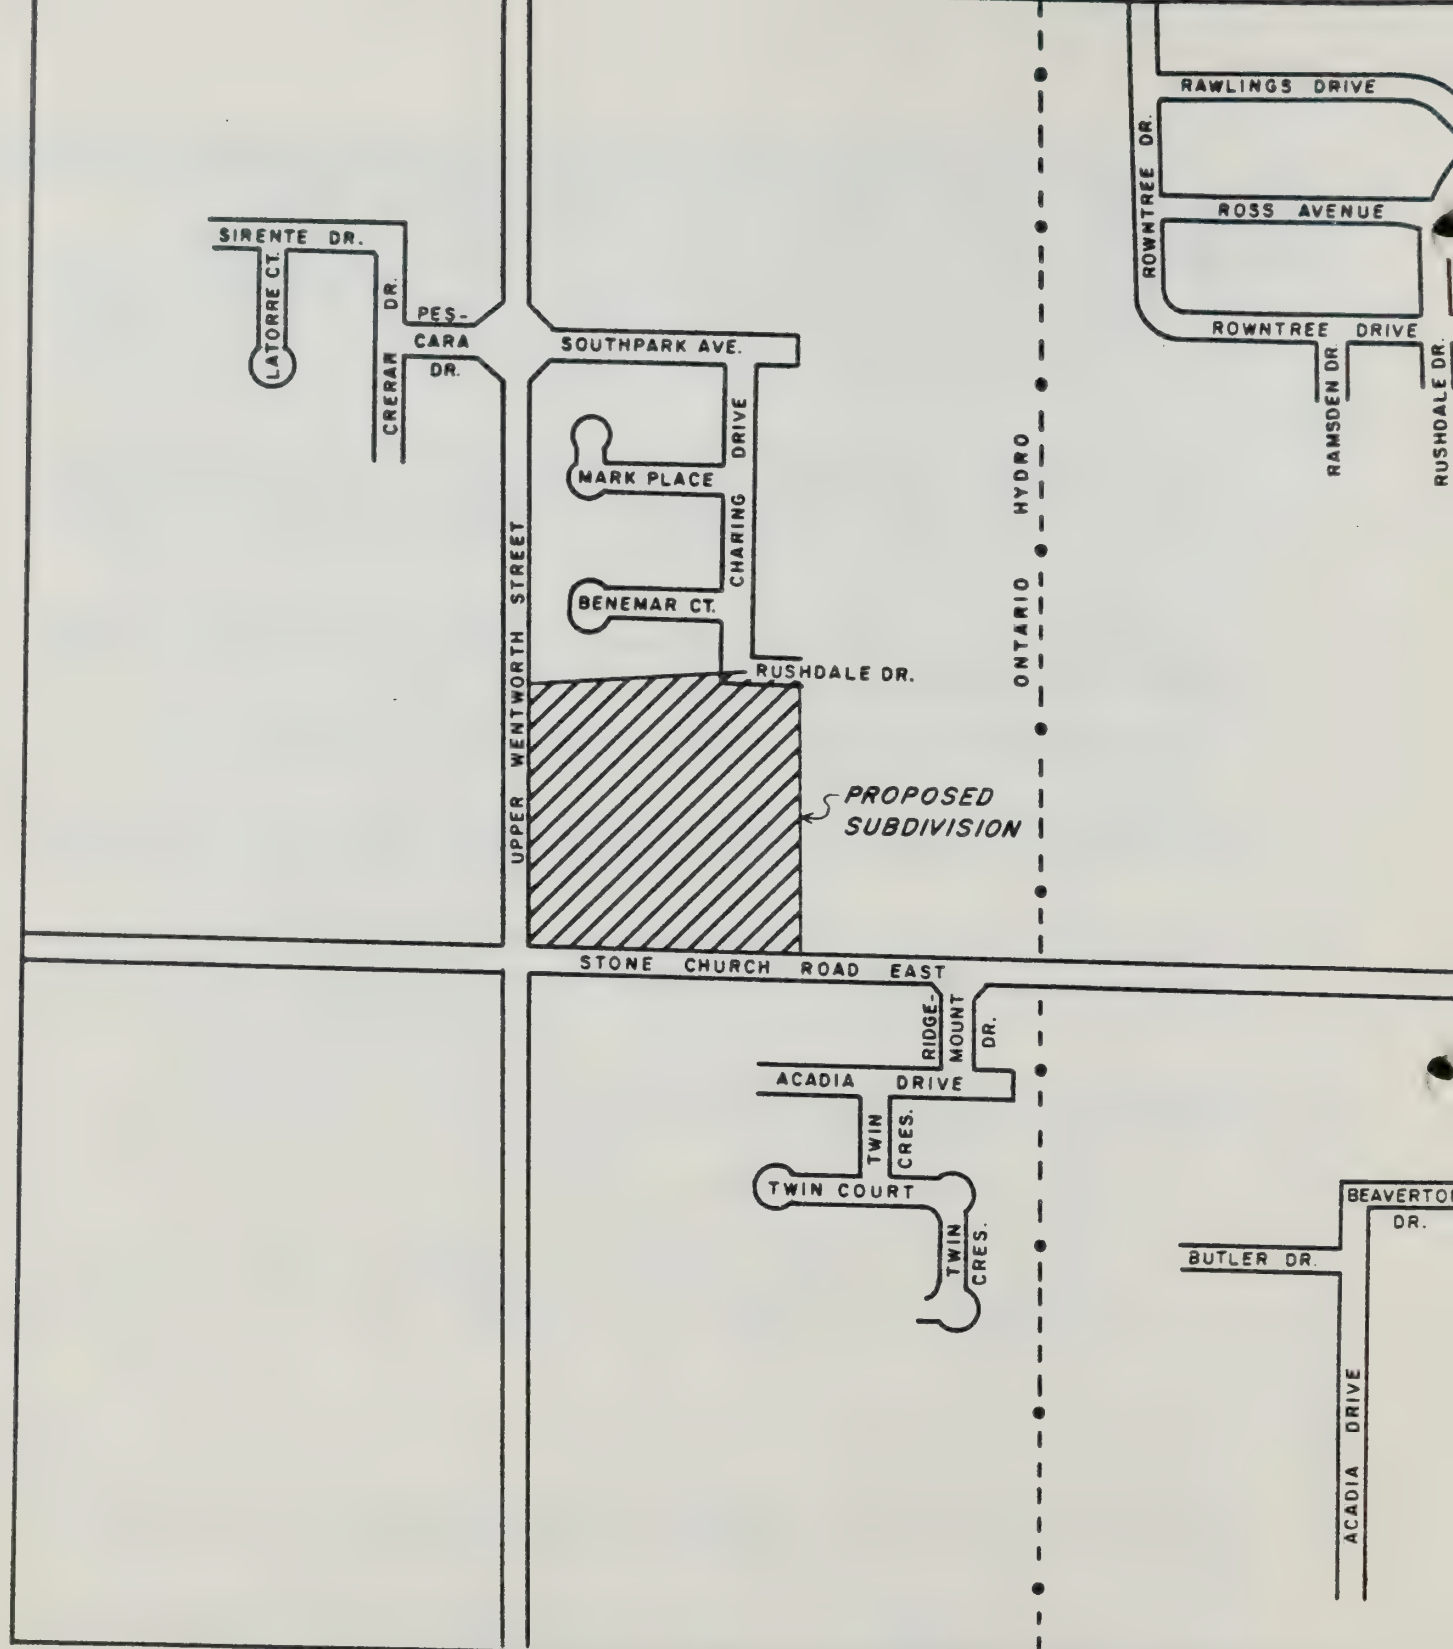 RAWLINGS DRIVE
ROWNTREE DR.
ROSS AVENUE
SIRENTE DR.
LATORRE CT.
CRERAR DR.
PES-
CARA
DR.
SOUTHPARK AVE.
ROWNTREE DRIVE
RAMSDEN DR.
RUSHDALE DR.
CHARING DRIVE
MARK PLACE
ONTARIO HYDRO
UPPER WENTWORTH STREET
BENEMAR CT.
RUSHDALE DR.
PROPOSED
SUBDIVISION
STONE CHURCH ROAD EAST
RIDGE-
MOUNT
DR.
ACADIA DRIVE
TWIN
CRES.
TWIN COURT
TWIN
CRES.
BEAVERTO
DR.
BUTLER DR.
ACADIA DRIVE